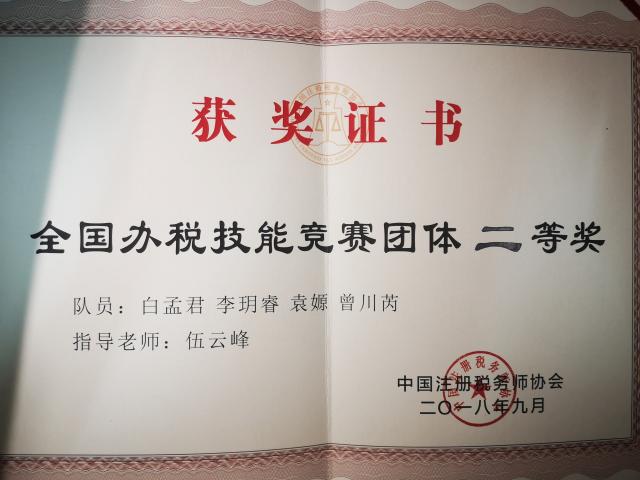 获奖证书
全国办税技能竞赛团体 二等奖
队员：白孟君 李玥睿 袁嫄 曾川芮
指导老师：伍云峰
中国注册税务师协会
二〇一八年九月